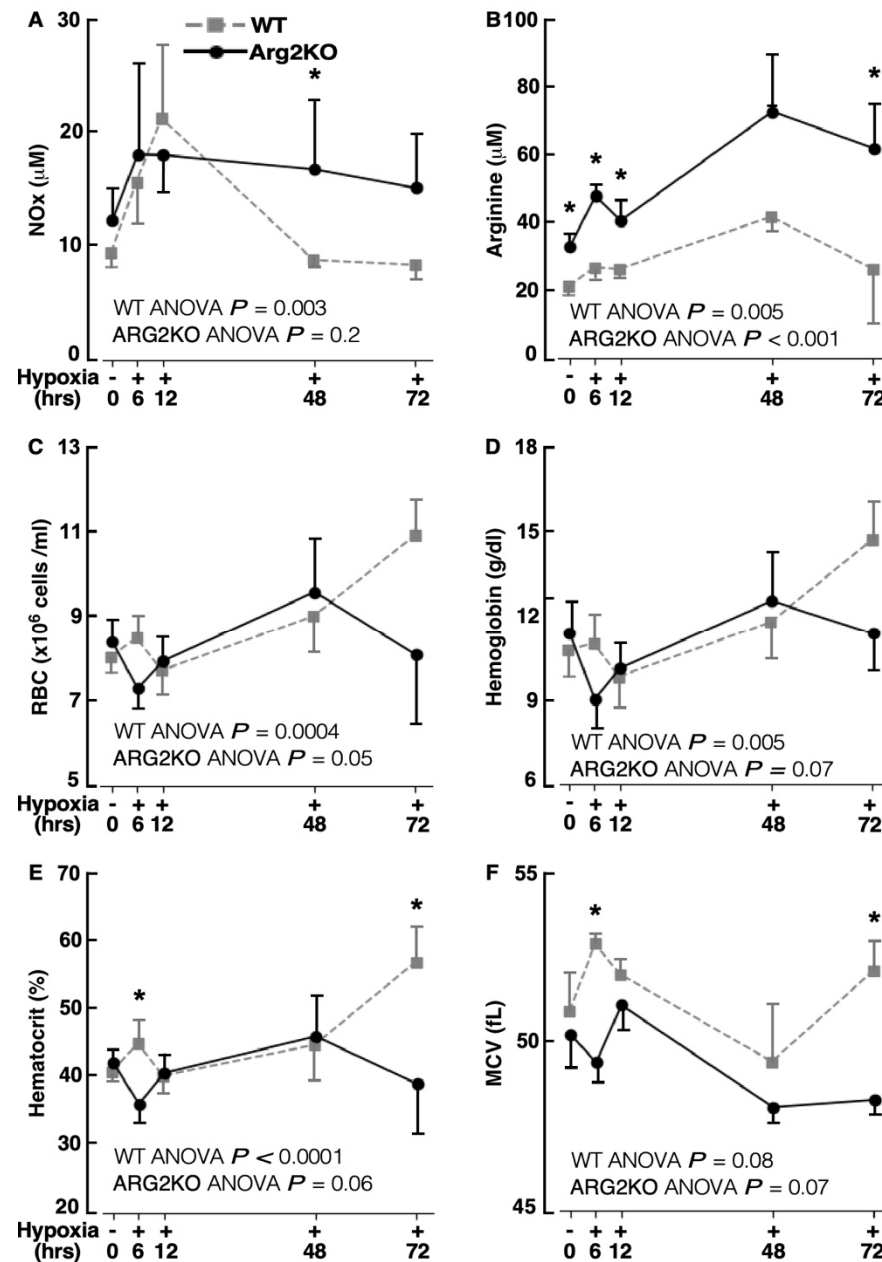 A
WT
Arg2KO
30
20
10
0
NOx (μM)
*
WT ANOVA P = 0.003
ARG2KO ANOVA P = 0.2
Hypoxia - + + + +
(hrs) 0 6 12 48 72
B
100
80
60
40
20
0
Arginine (μM)
* * * *
WT ANOVA P = 0.005
ARG2KO ANOVA P < 0.001
- + + + +
0 6 12 48 72
C
13
11
9
7
5
RBC (x10⁶ cells /ml)
WT ANOVA P = 0.0004
ARG2KO ANOVA P = 0.05
Hypoxia - + + + +
(hrs) 0 6 12 48 72
D
18
15
12
9
6
Hemoglobin (g/dl)
WT ANOVA P = 0.005
ARG2KO ANOVA P = 0.07
- + + + +
0 6 12 48 72
E
70
60
50
40
30
20
Hematocrit (%)
* *
WT ANOVA P < 0.0001
ARG2KO ANOVA P = 0.06
Hypoxia - + + + +
(hrs) 0 6 12 48 72
F
55
50
45
MCV (fL)
* *
WT ANOVA P = 0.08
ARG2KO ANOVA P = 0.07
- + + + +
0 6 12 48 72